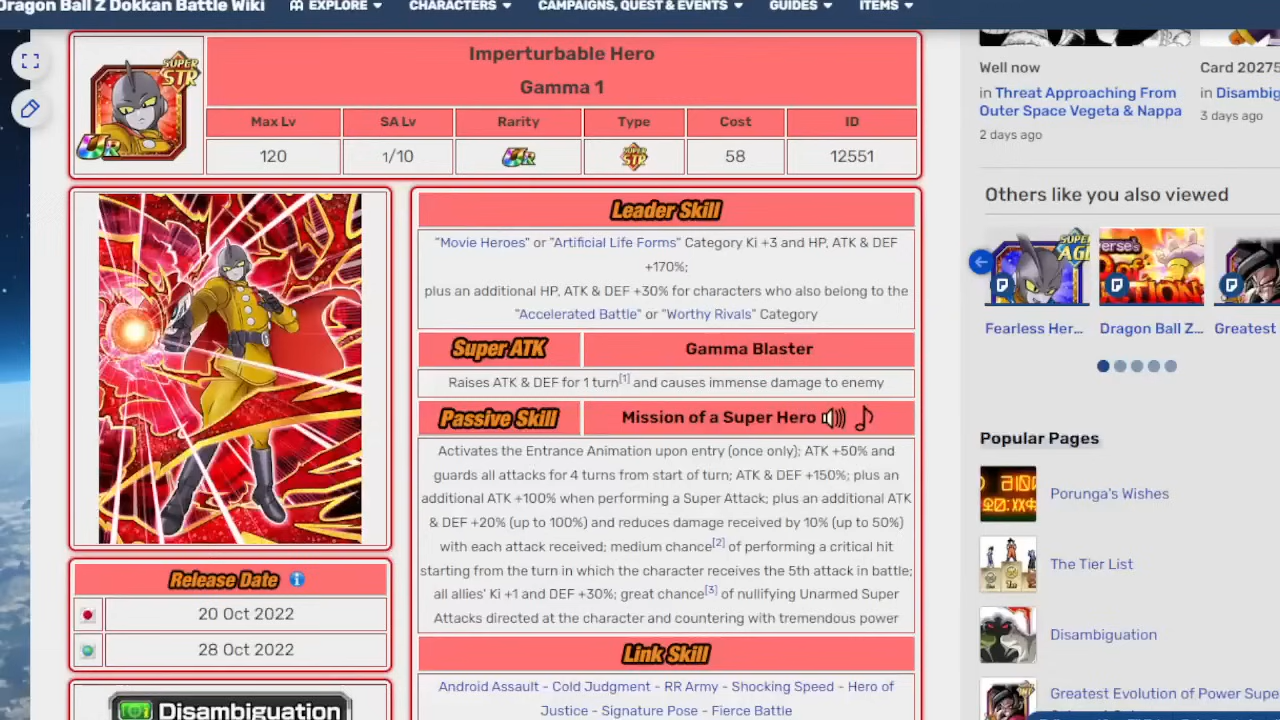 Dragon Ball Z Dokkan Battle Wiki
EXPLORE
CHARACTERS
CAMPAIGNS, QUEST & EVENTS
GUIDES
ITEMS
SUPER
STR
UR
Imperturbable Hero
Gamma 1
Max Lv
SA Lv
Rarity
Type
Cost
ID
120
1/10
UR
SUPER
STR
58
12551
Leader Skill
"Movie Heroes" or "Artificial Life Forms" Category Ki +3 and HP, ATK & DEF
+170%;
plus an additional HP, ATK & DEF +30% for characters who also belong to the
"Accelerated Battle" or "Worthy Rivals" Category
Super ATK
Gamma Blaster
Raises ATK & DEF for 1 turn[1] and causes immense damage to enemy
Passive Skill
Mission of a Super Hero
Activates the Entrance Animation upon entry (once only); ATK +50% and
guards all attacks for 4 turns from start of turn; ATK & DEF +150%; plus an
additional ATK +100% when performing a Super Attack; plus an additional ATK
& DEF +20% (up to 100%) and reduces damage received by 10% (up to 50%)
with each attack received; medium chance[2] of performing a critical hit
starting from the turn in which the character receives the 5th attack in battle;
all allies' Ki +1 and DEF +30%; great chance[3] of nullifying Unarmed Super
Attacks directed at the character and countering with tremendous power
Link Skill
Android Assault - Cold Judgment - RR Army - Shocking Speed - Hero of
Justice - Signature Pose - Fierce Battle
Release Date
20 Oct 2022
28 Oct 2022
Disambiguation
Well now
in Threat Approaching From
Outer Space Vegeta & Nappa
2 days ago
Card 20275
in Disambig
3 days ago
Others like you also viewed
Fearless Her...
Dragon Ball Z...
Greatest
Popular Pages
Porunga's Wishes
The Tier List
Disambiguation
Greatest Evolution of Power Supe